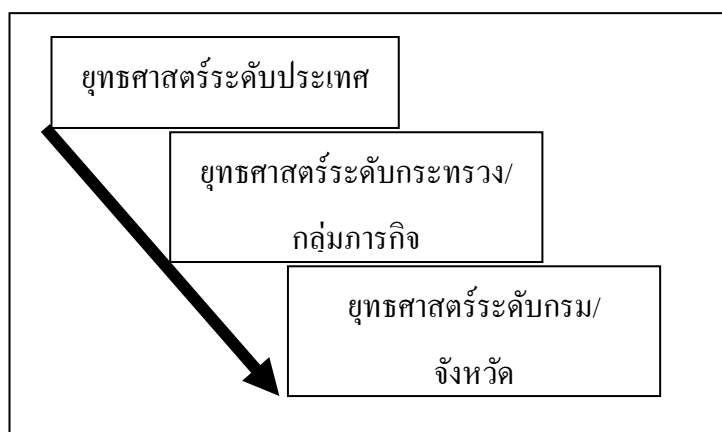 ยุทธศาสตร์ระดับประเทศ
ยุทธศาสตร์ระดับกระทรวง/
กลุ่มภารกิจ
ยุทธศาสตร์ระดับกรม/
จังหวัด